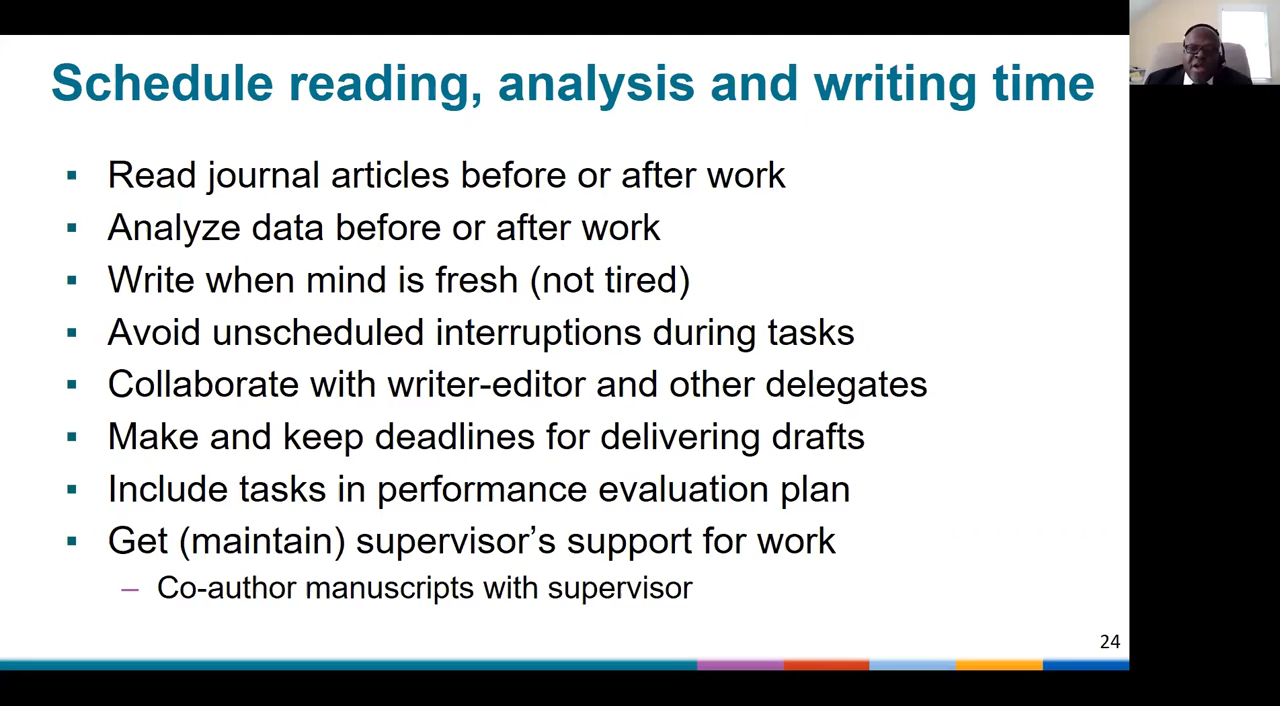 Schedule reading, analysis and writing time
▪ Read journal articles before or after work
▪ Analyze data before or after work
▪ Write when mind is fresh (not tired)
▪ Avoid unscheduled interruptions during tasks
▪ Collaborate with writer-editor and other delegates
▪ Make and keep deadlines for delivering drafts
▪ Include tasks in performance evaluation plan
▪ Get (maintain) supervisor’s support for work
– Co-author manuscripts with supervisor
24